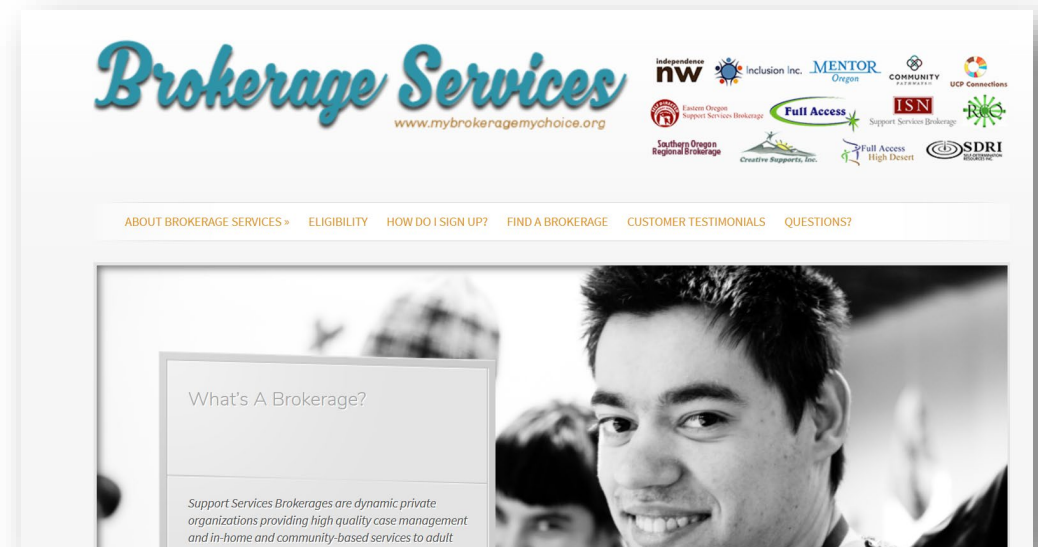 Brokerage Services
www.mybrokeragemychoice.org
independence
nw
Inclusion Inc.
MENTOR
Oregon
COMMUNITY
PATHWAYS
UCP Connections
Eastern Oregon
Support Services Brokerage
Full Access
ISN
Support Services Brokerage
RCC
Southern Oregon
Regional Brokerage
Creative Supports, Inc.
Full Access
High Desert
SDRI
ABOUT BROKERAGE SERVICES »
ELIGIBILITY
HOW DO I SIGN UP?
FIND A BROKERAGE
CUSTOMER TESTIMONIALS
QUESTIONS?
What's A Brokerage?
Support Services Brokerages are dynamic private
organizations providing high quality case management
and in-home and community-based services to adult